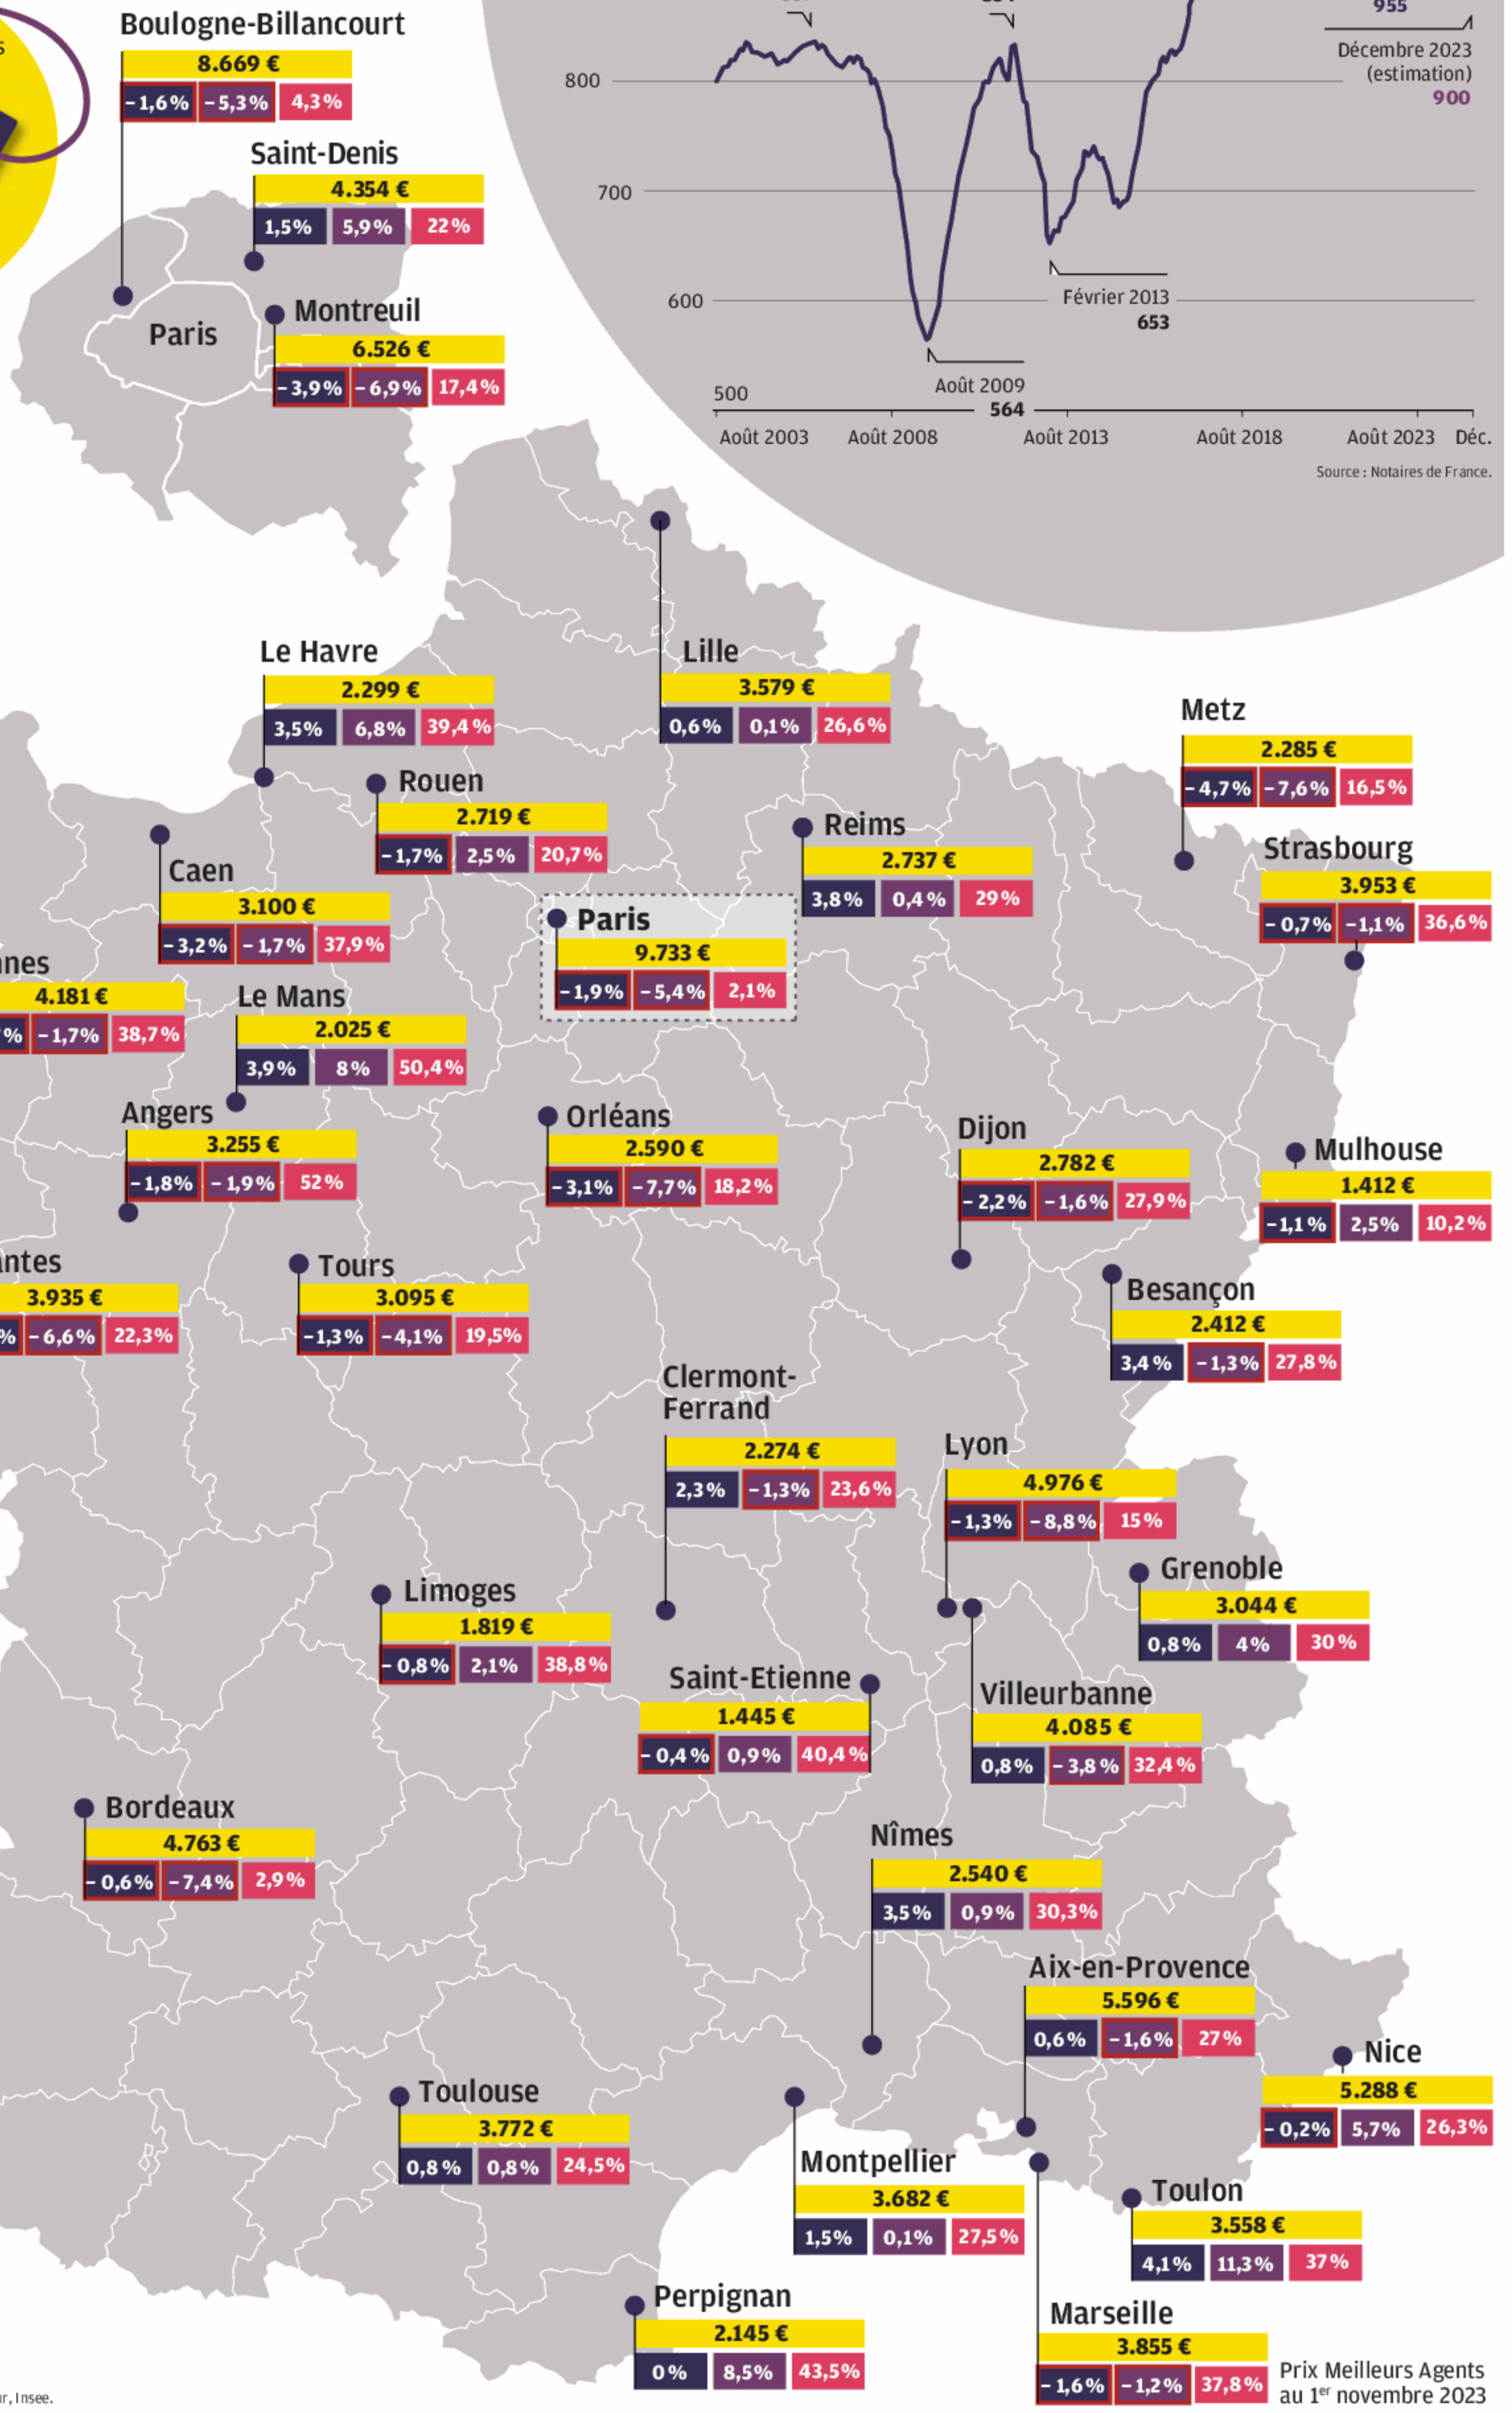 Boulogne-Billancourt
8.669 €
– 1,6% – 5,3% 4,3%
Saint-Denis
4.354 €
1,5% 5,9% 22%
Montreuil
6.526 €
– 3,9% – 6,9% 17,4%
Paris
955
Décembre 2023
(estimation)
900
800
700
600
500
Février 2013
653
Août 2009
564
Août 2003 Août 2008 Août 2013 Août 2018 Août 2023 Déc.
Source : Notaires de France.
Le Havre
2.299 €
3,5% 6,8% 39,4%
Lille
3.579 €
0,6% 0,1% 26,6%
Metz
2.285 €
– 4,7% – 7,6% 16,5%
Rouen
2.719 €
–1,7% 2,5% 20,7%
Reims
2.737 €
3,8% 0,4% 29%
Strasbourg
3.953 €
– 0,7% –1,1% 36,6%
Caen
3.100 €
– 3,2% – 1,7% 37,9%
Paris
9.733 €
–1,9% – 5,4% 2,1%
nnes
4.181 €
% – 1,7% 38,7%
Le Mans
2.025 €
3,9% 8% 50,4%
Angers
3.255 €
–1,8% – 1,9% 52%
Orléans
2.590 €
–3,1% –7,7% 18,2%
Dijon
2.782 €
– 2,2% – 1,6% 27,9%
Mulhouse
1.412 €
–1,1% 2,5% 10,2%
antes
3.935 €
% – 6,6% 22,3%
Tours
3.095 €
–1,3% –4,1% 19,5%
Besançon
2.412 €
3,4% –1,3% 27,8%
Clermont-
Ferrand
2.274 €
2,3% –1,3% 23,6%
Lyon
4.976 €
–1,3% – 8,8% 15%
Grenoble
3.044 €
0,8% 4% 30%
Limoges
1.819 €
– 0,8% 2,1% 38,8%
Saint-Etienne
1.445 €
– 0,4% 0,9% 40,4%
Villeurbanne
4.085 €
0,8% – 3,8% 32,4%
Bordeaux
4.763 €
– 0,6% – 7,4% 2,9%
Nîmes
2.540 €
3,5% 0,9% 30,3%
Aix-en-Provence
5.596 €
0,6% –1,6% 27%
Nice
5.288 €
– 0,2% 5,7% 26,3%
Toulouse
3.772 €
0,8% 0,8% 24,5%
Montpellier
3.682 €
1,5% 0,1% 27,5%
Toulon
3.558 €
4,1% 11,3% 37%
Perpignan
2.145 €
0% 8,5% 43,5%
Marseille
3.855 €
– 1,6% – 1,2% 37,8%
Prix Meilleurs Agents
au 1er novembre 2023
r, Insee.